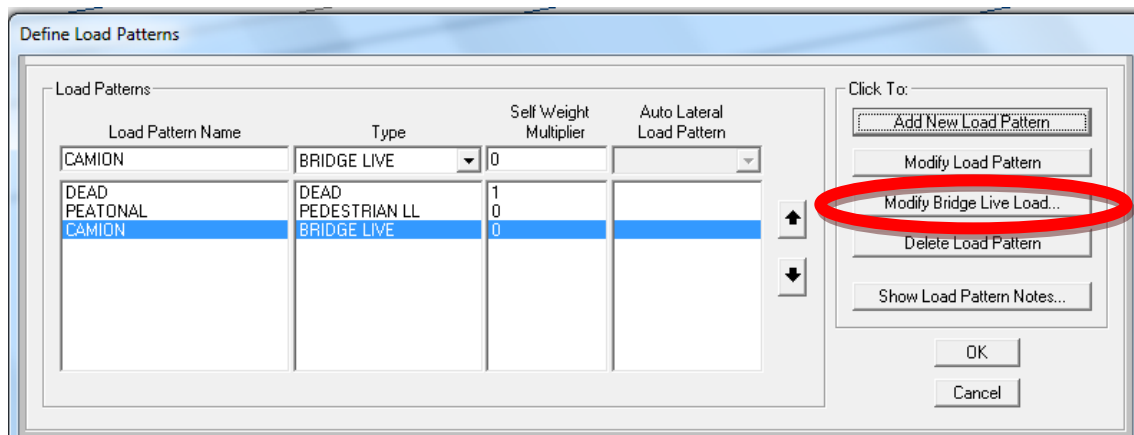 Define Load Patterns
Load Patterns
Load Pattern Name Type Self Weight Multiplier Auto Lateral Load Pattern
CAMION BRIDGE LIVE 0
DEAD DEAD 1
PEATONAL PEDESTRIAN LL 0
CAMION BRIDGE LIVE 0
Click To:
Add New Load Pattern
Modify Load Pattern
Modify Bridge Live Load...
Delete Load Pattern
Show Load Pattern Notes...
OK
Cancel